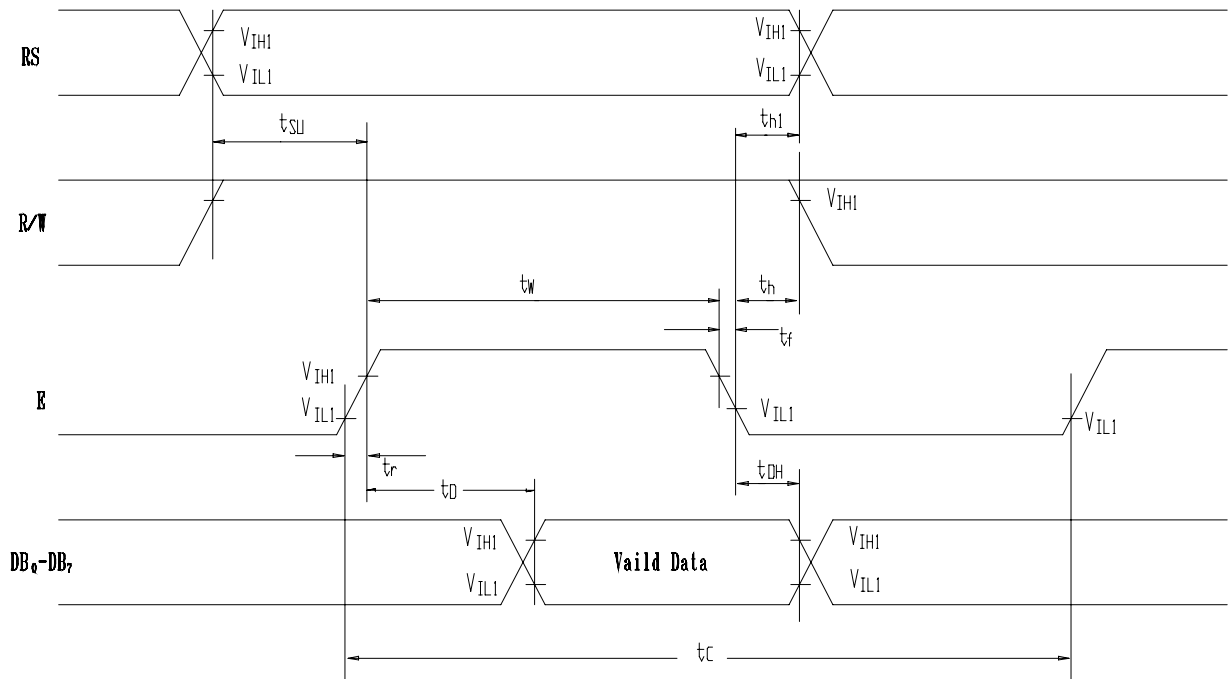 RS
VIH1
VIL1
VIH1
VIL1
tSU
th1
R/W
VIH1
tW
th
tf
E
VIH1
VIL1
VIL1
VIL1
tr
tD
tDH
DB0-DB7
VIH1
VIL1
Vaild Data
VIH1
VIL1
tC